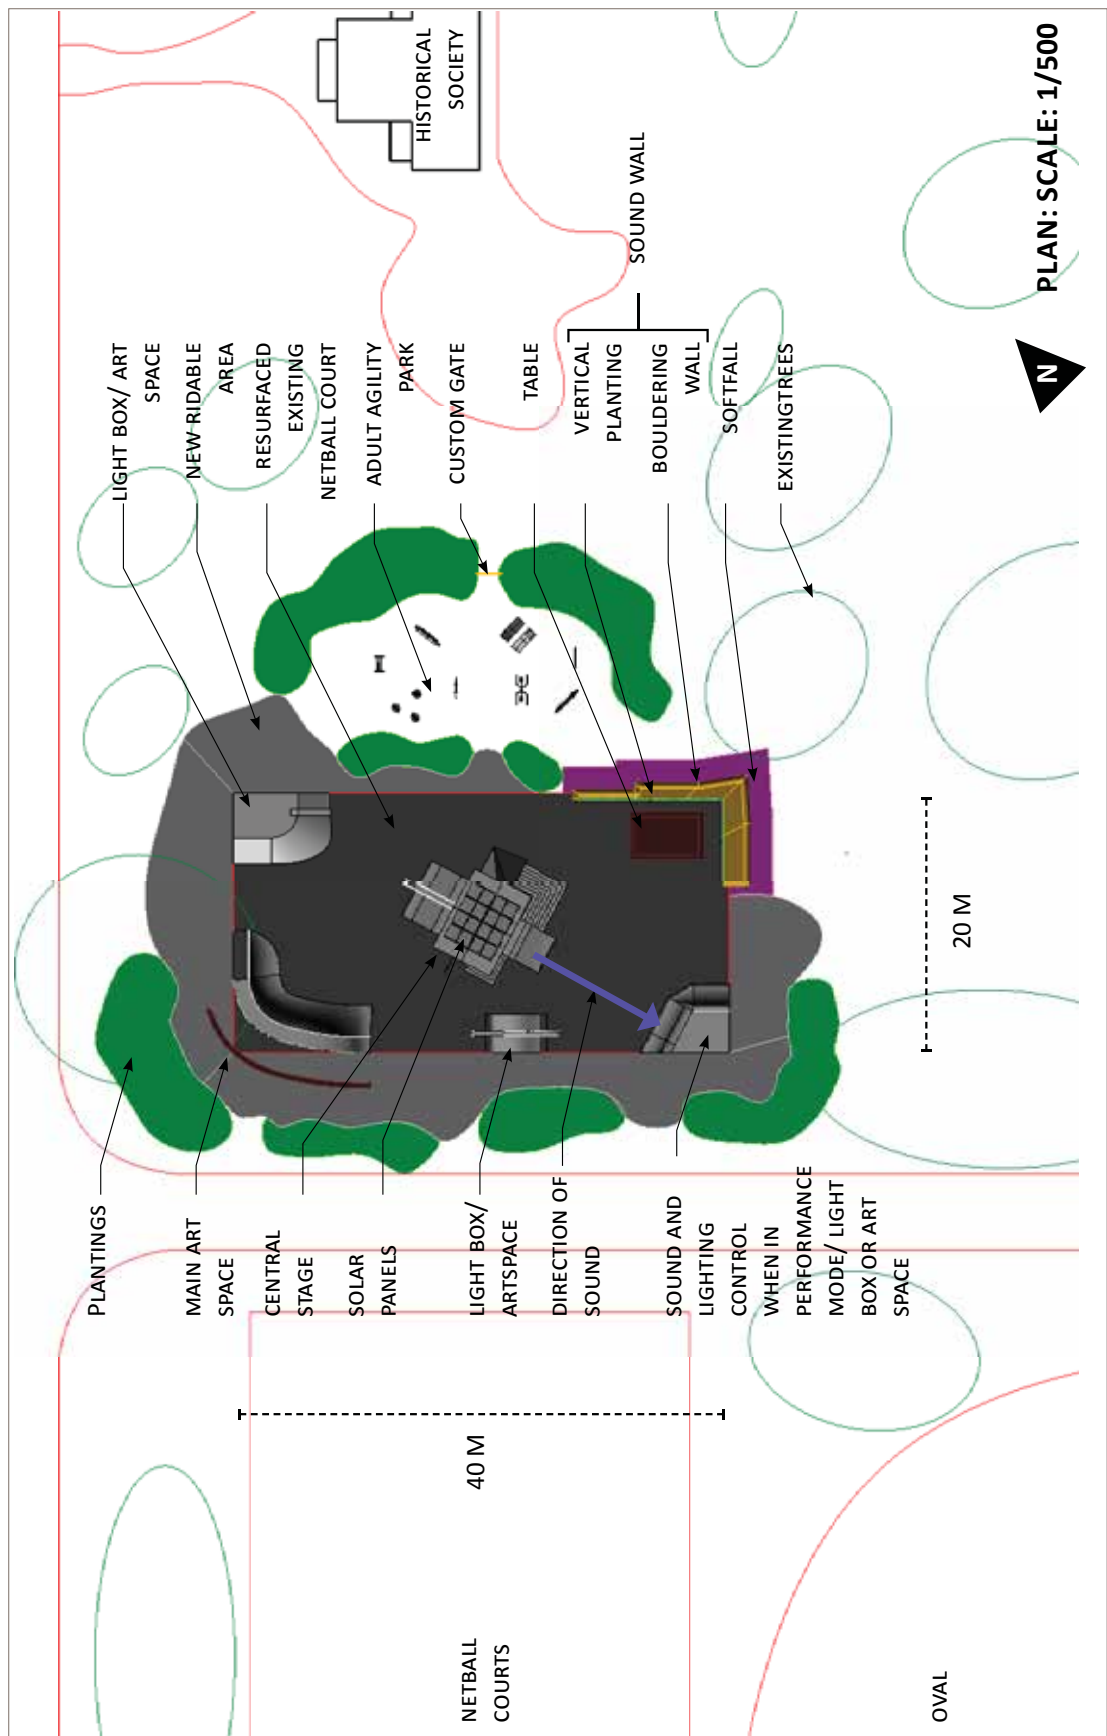 LIGHT BOX/ ART
SPACE
NEW RIDABLE
AREA
RESURFACED
EXISTING
NETBALL COURT
ADULT AGILITY
PARK
CUSTOM GATE
TABLE
VERTICAL
PLANTING
BOULDERING
WALL
SOUND WALL
SOFTFALL
EXISTINGTREES
HISTORICAL
SOCIETY
PLANTINGS
MAIN ART
SPACE
CENTRAL
STAGE
SOLAR
PANELS
LIGHT BOX/
ARTSPACE
DIRECTION OF
SOUND
SOUND AND
LIGHTING
CONTROL
WHEN IN
PERFORMANCE
MODE/ LIGHT
BOX OR ART
SPACE
40 M
20 M
NETBALL
COURTS
OVAL
N
PLAN: SCALE: 1/500